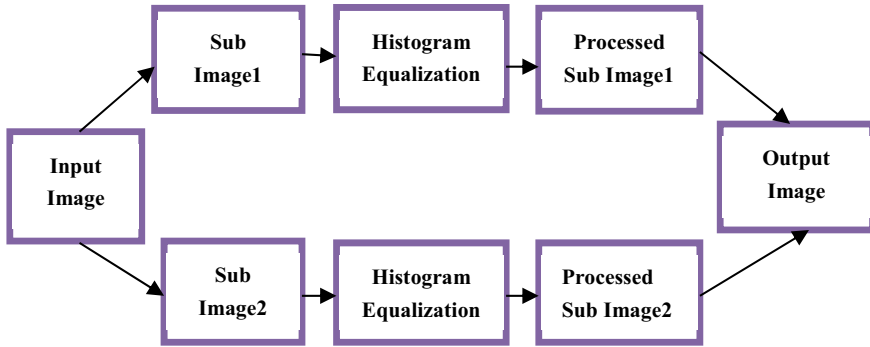 Sub
Image1
Histogram
Equalization
Processed
Sub Image1
Input
Image
Output
Image
Sub
Image2
Histogram
Equalization
Processed
Sub Image2